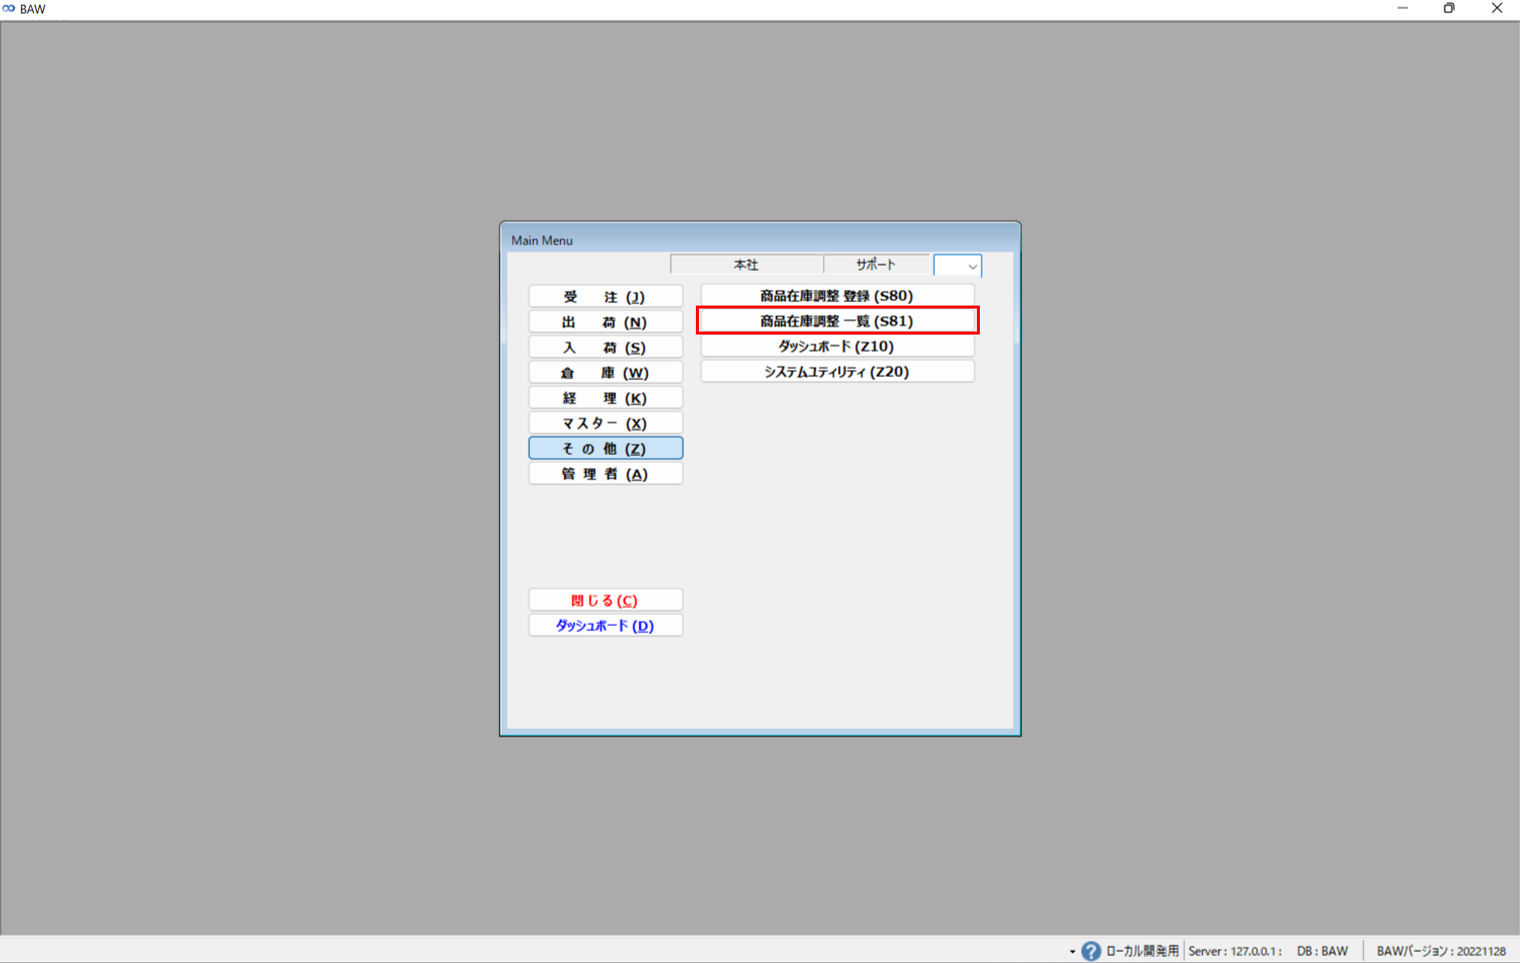 BAW
Main Menu
本社 サポート
受 注 (J)
出 荷 (N)
入 荷 (S)
倉 庫 (W)
経 理 (K)
マスター (X)
そ の 他 (Z)
管 理 者 (A)
閉じる(C)
ダッシュボード(D)
商品在庫調整 登録 (S80)
商品在庫調整 一覧 (S81)
ダッシュボード (Z10)
システムユティリティ (Z20)
ローカル開発用 Server : 127.0.0.1 : DB : BAW BAWバージョン : 20221128